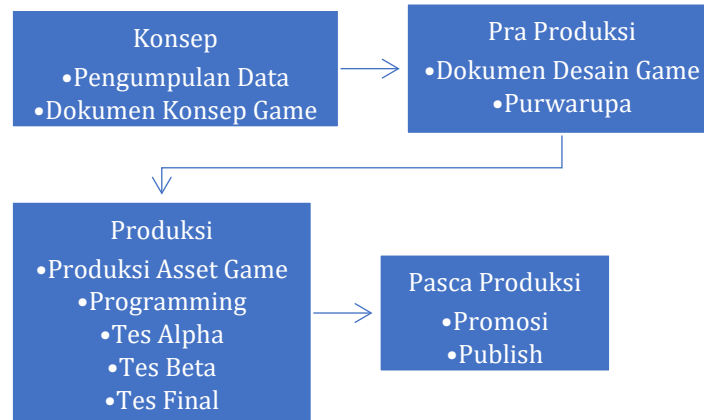 Konsep
•Pengumpulan Data
•Dokumen Konsep Game
Pra Produksi
•Dokumen Desain Game
•Purwarupa
Produksi
•Produksi Asset Game
•Programming
•Tes Alpha
•Tes Beta
•Tes Final
Pasca Produksi
•Promosi
•Publish